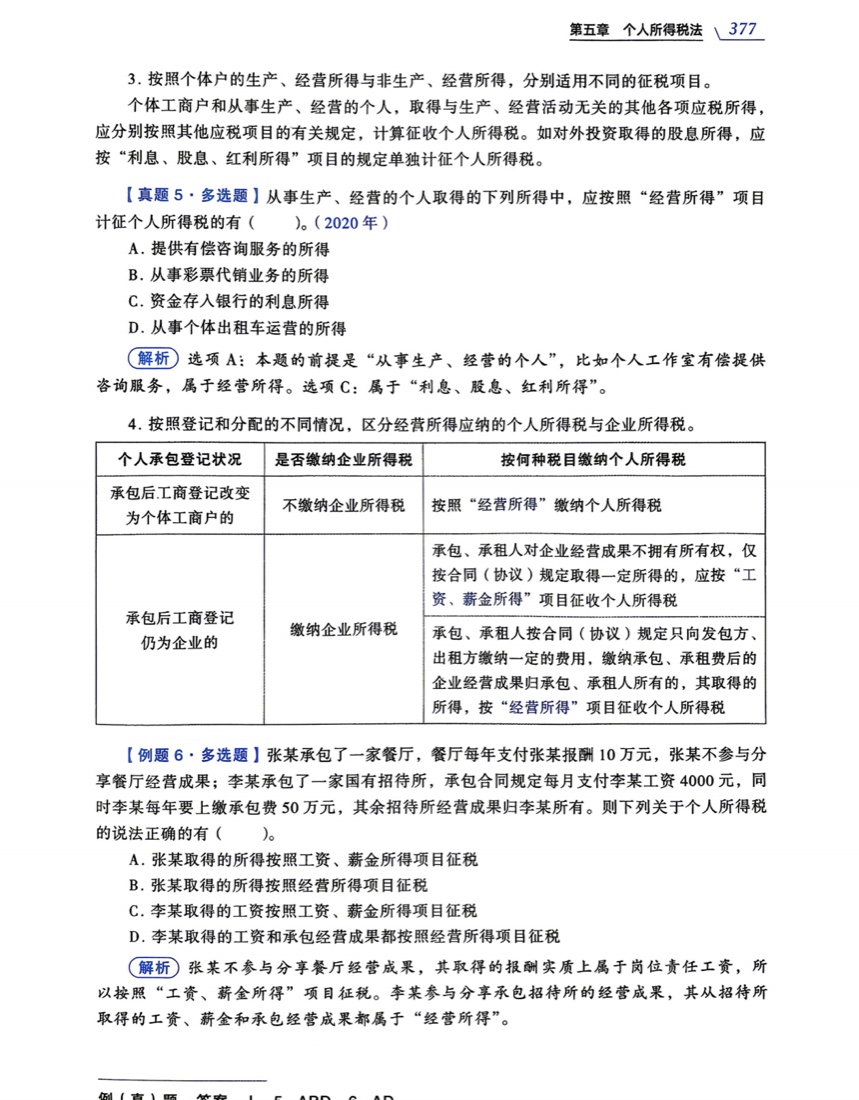 第五章 个人所得税法 377
3. 按照个体户的生产、经营所得与非生产、经营所得，分别适用不同的征税项目。
个体工商户和从事生产、经营的个人，取得与生产、经营活动无关的其他各项应税所得，
应分别按照其他应税项目的有关规定，计算征收个人所得税。如对外投资取得的股息所得，应
按“利息、股息、红利所得”项目的规定单独计征个人所得税。
【真题5·多选题】从事生产、经营的个人取得的下列所得中，应按照“经营所得”项目
计征个人所得税的有（ ）。（2020年）
A. 提供有偿咨询服务的所得
B. 从事彩票代销业务的所得
C. 资金存入银行的利息所得
D. 从事个体出租车运营的所得
解析 选项A：本题的前提是“从事生产、经营的个人”，比如个人工作室有偿提供
咨询服务，属于经营所得。选项C：属于“利息、股息、红利所得”。
4. 按照登记和分配的不同情况，区分经营所得应纳的个人所得税与企业所得税。
个人承包登记状况 是否缴纳企业所得税 按何种税目缴纳个人所得税
承包后工商登记改变
为个体工商户的
不缴纳企业所得税
按照“经营所得”缴纳个人所得税
承包后工商登记
仍为企业的
缴纳企业所得税
承包、承租人对企业经营成果不拥有所有权，仅
按合同（协议）规定取得一定所得的，应按“工
资、薪金所得”项目征收个人所得税
承包、承租人按合同（协议）规定只向发包方、
出租方缴纳一定的费用，缴纳承包、承租费后的
企业经营成果归承包、承租人所有的，其取得的
所得，按“经营所得”项目征收个人所得税
【例题6·多选题】张某承包了一家餐厅，餐厅每年支付张某报酬10万元，张某不参与分
享餐厅经营成果；李某承包了一家国有招待所，承包合同规定每月支付李某工资4000元，同
时李某每年要上缴承包费50万元，其余招待所经营成果归李某所有。则下列关于个人所得税
的说法正确的有（ ）。
A. 张某取得的所得按照工资、薪金所得项目征税
B. 张某取得的所得按照经营所得项目征税
C. 李某取得的工资按照工资、薪金所得项目征税
D. 李某取得的工资和承包经营成果都按照经营所得项目征税
解析 张某不参与分享餐厅经营成果，其取得的报酬实质上属于岗位责任工资，所
以按照“工资、薪金所得”项目征税。李某参与分享承包招待所的经营成果，其从招待所
取得的工资、薪金和承包经营成果都属于“经营所得”。
例（真）题 答案 5. ABD 6. AD